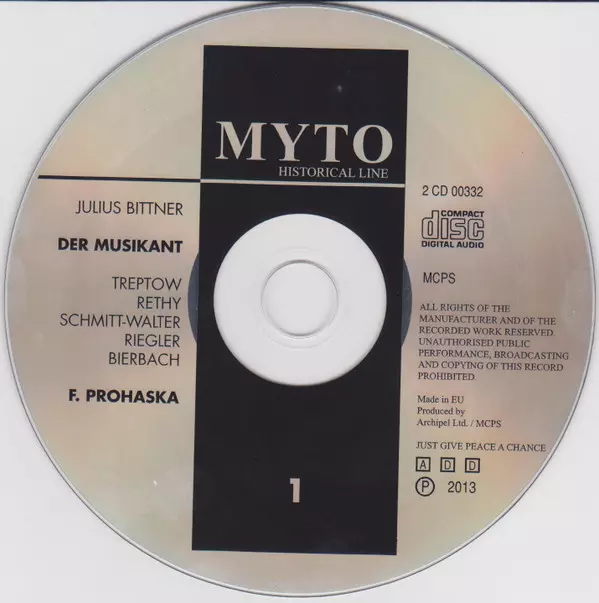 MYTO
HISTORICAL LINE
JULIUS BITTNER
DER MUSIKANT
TREPTOW
RETHY
SCHMITT-WALTER
RIEGLER
BIERBACH
F. PROHASKA
1
2 CD 00332
COMPACT
disc
DIGITAL AUDIO
MCPS
ALL RIGHTS OF THE
MANUFACTURER AND OF THE
RECORDED WORK RESERVED.
UNAUTHORISED PUBLIC
PERFORMANCE, BROADCASTING
AND COPYING OF THIS RECORD
PROHIBITED.
Made in EU
Produced by
Archipel Ltd. / MCPS
JUST GIVE PEACE A CHANCE
A D D
P 2013